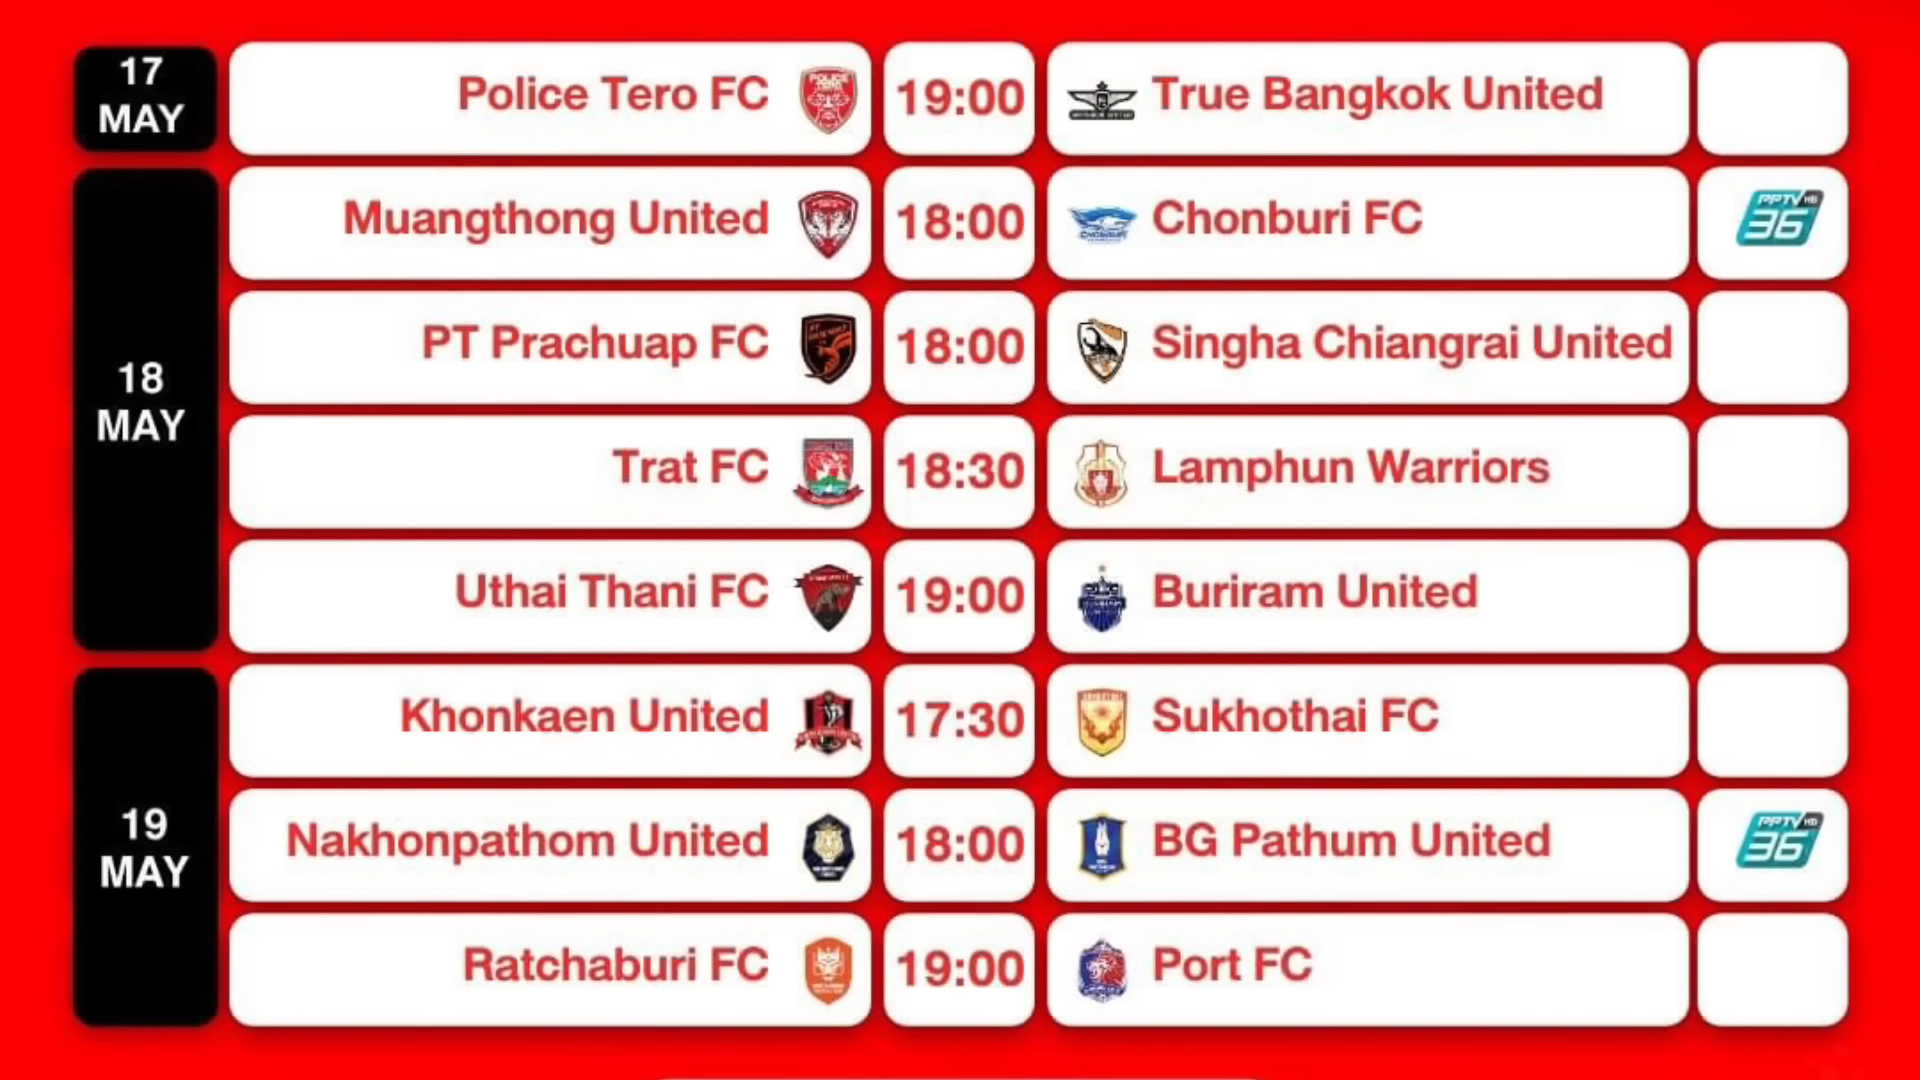 17
MAY
Police Tero FC
19:00
True Bangkok United
18
MAY
Muangthong United
18:00
Chonburi FC
PPTV HD
36
PT Prachuap FC
18:00
Singha Chiangrai United
Trat FC
18:30
Lamphun Warriors
Uthai Thani FC
19:00
Buriram United
19
MAY
Khonkaen United
17:30
Sukhothai FC
Nakhonpathom United
18:00
BG Pathum United
PPTV HD
36
Ratchaburi FC
19:00
Port FC